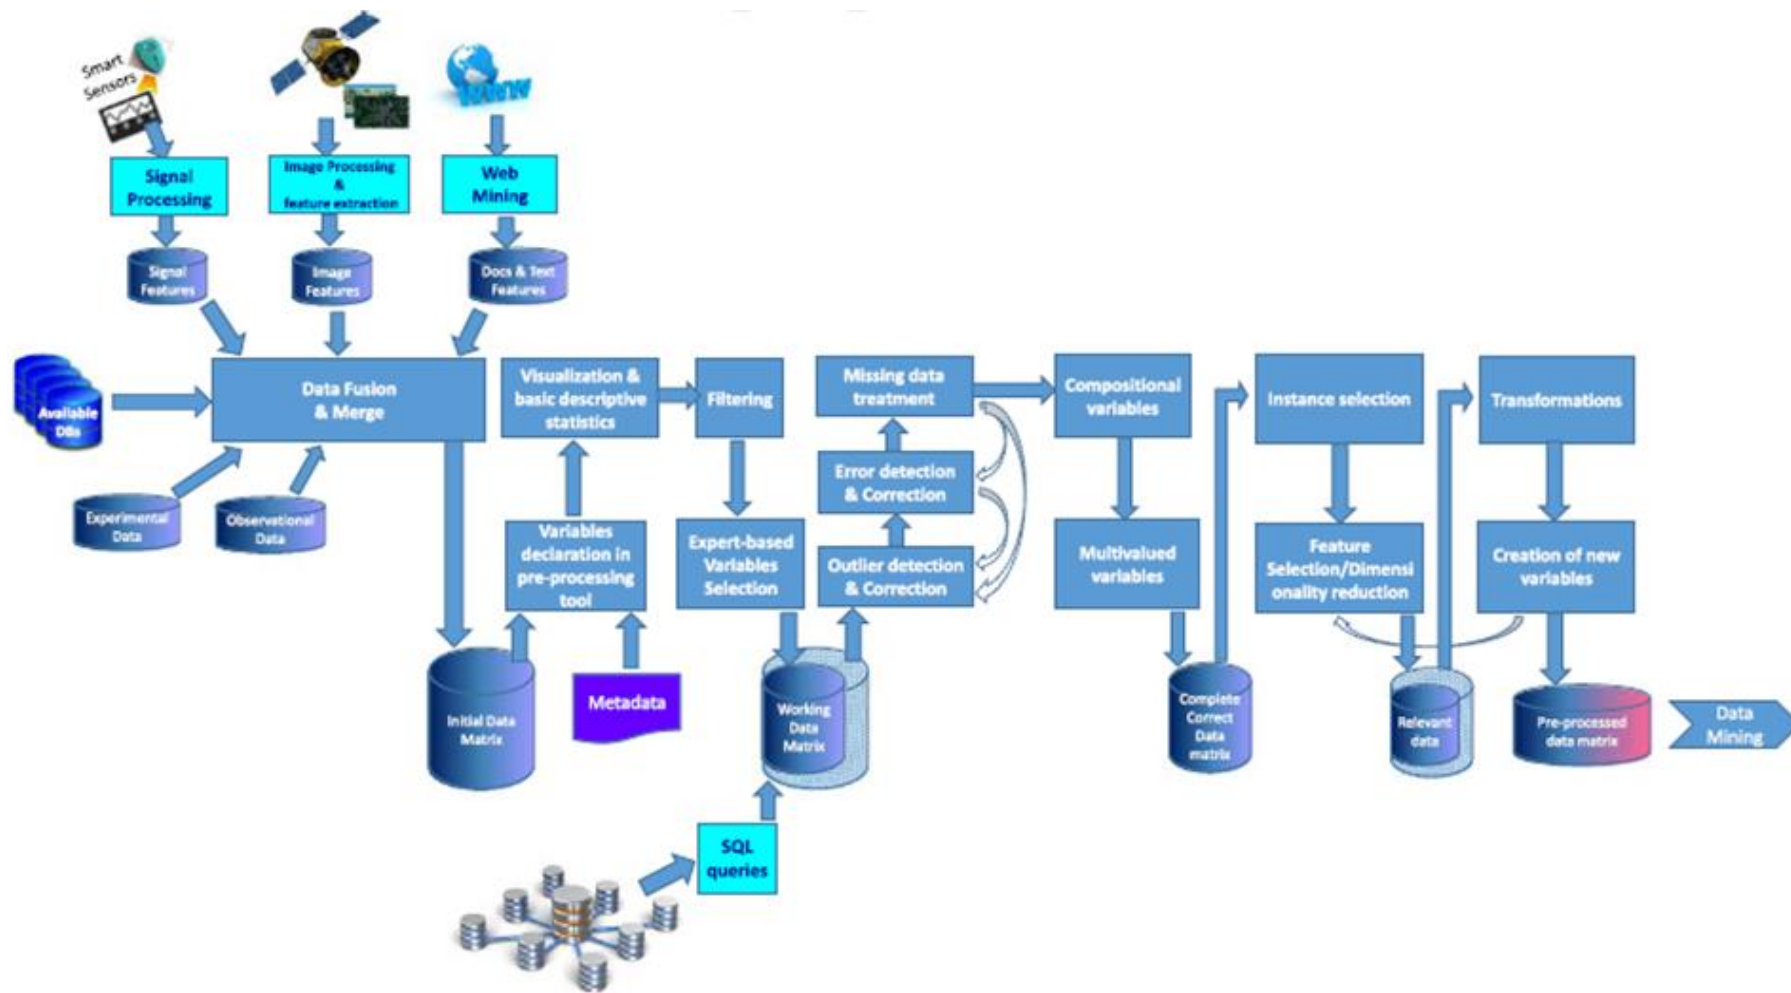 Smart
Sensors
WWW
Signal
Processing
Image Processing
&
feature extraction
Web
Mining
Signal
Features
Image
Features
Docs & Text
Features
Available
DBs
Data Fusion
& Merge
Experimental
Data
Observational
Data
Initial Data
Matrix
Visualization &
basic descriptive
statistics
Variables
declaration in
pre-processing
tool
Metadata
Filtering
Expert-based
Variables
Selection
Working
Data
Matrix
SQL
queries
Missing data
treatment
Error detection
& Correction
Outlier detection
& Correction
Compositional
variables
Multivalued
variables
Complete
Correct
Data
matrix
Instance selection
Feature
Selection/Dimensi
onality reduction
Relevant
data
Transformations
Creation of new
variables
Pre-processed
data matrix
Data
Mining